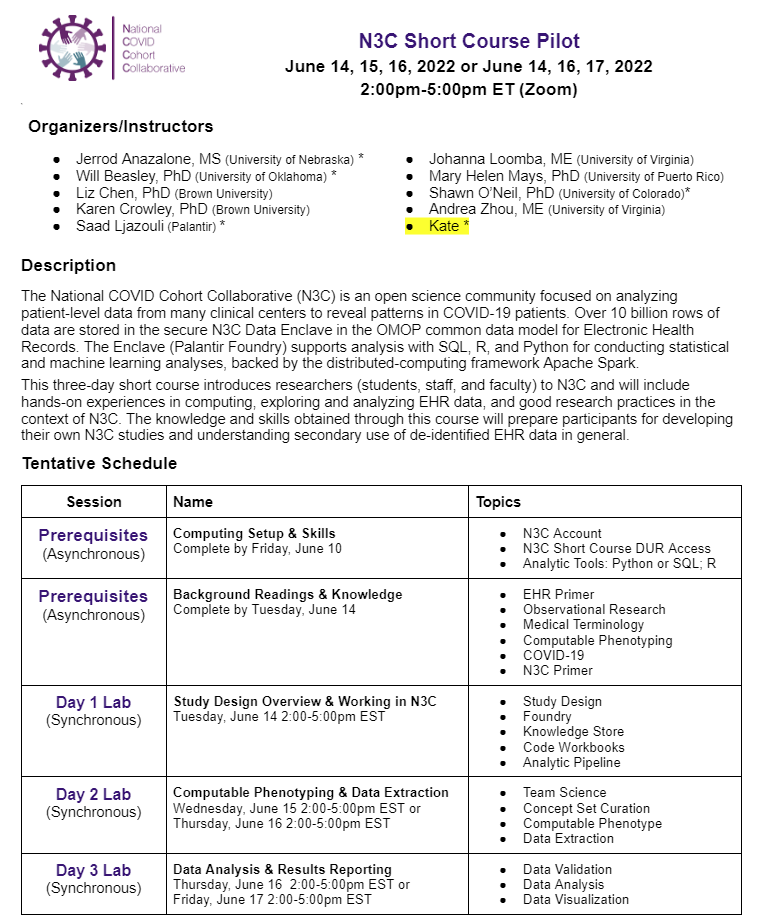 National
COVID
Cohort
Collaborative
N3C Short Course Pilot
June 14, 15, 16, 2022 or June 14, 16, 17, 2022
2:00pm-5:00pm ET (Zoom)
Organizers/Instructors
● Jerrod Anazalone, MS (University of Nebraska) *
● Will Beasley, PhD (University of Oklahoma) *
● Liz Chen, PhD (Brown University)
● Karen Crowley, PhD (Brown University)
● Saad Ljazouli (Palantir) *
● Johanna Loomba, ME (University of Virginia)
● Mary Helen Mays, PhD (University of Puerto Rico)
● Shawn O'Neil, PhD (University of Colorado)*
● Andrea Zhou, ME (University of Virginia)
● Kate *
Description
The National COVID Cohort Collaborative (N3C) is an open science community focused on analyzing
patient-level data from many clinical centers to reveal patterns in COVID-19 patients. Over 10 billion rows of
data are stored in the secure N3C Data Enclave in the OMOP common data model for Electronic Health
Records. The Enclave (Palantir Foundry) supports analysis with SQL, R, and Python for conducting statistical
and machine learning analyses, backed by the distributed-computing framework Apache Spark.
This three-day short course introduces researchers (students, staff, and faculty) to N3C and will include
hands-on experiences in computing, exploring and analyzing EHR data, and good research practices in the
context of N3C. The knowledge and skills obtained through this course will prepare participants for developing
their own N3C studies and understanding secondary use of de-identified EHR data in general.
Tentative Schedule
Session
Name
Topics
Prerequisites
(Asynchronous)
Computing Setup & Skills
Complete by Friday, June 10
● N3C Account
● N3C Short Course DUR Access
● Analytic Tools: Python or SQL; R
Prerequisites
(Asynchronous)
Background Readings & Knowledge
Complete by Tuesday, June 14
● EHR Primer
● Observational Research
● Medical Terminology
● Computable Phenotyping
● COVID-19
● N3C Primer
Day 1 Lab
(Synchronous)
Study Design Overview & Working in N3C
Tuesday, June 14 2:00-5:00pm EST
● Study Design
● Foundry
● Knowledge Store
● Code Workbooks
● Analytic Pipeline
Day 2 Lab
(Synchronous)
Computable Phenotyping & Data Extraction
Wednesday, June 15 2:00-5:00pm EST or
Thursday, June 16 2:00-5:00pm EST
● Team Science
● Concept Set Curation
● Computable Phenotype
● Data Extraction
Day 3 Lab
(Synchronous)
Data Analysis & Results Reporting
Thursday, June 16 2:00-5:00pm EST or
Friday, June 17 2:00-5:00pm EST
● Data Validation
● Data Analysis
● Data Visualization